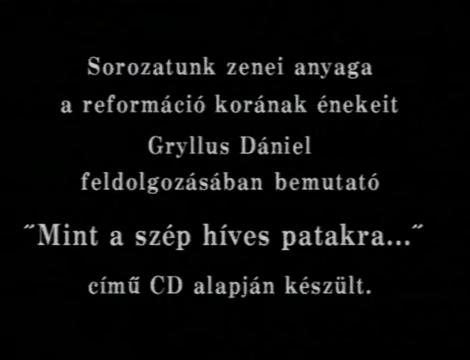 Sorozatunk zenei anyaga
a reformáció korának énekeit
Gryllus Dániel
feldolgozásában bemutató
˝Mint a szép híves patakra...˝
című CD alapján készült.